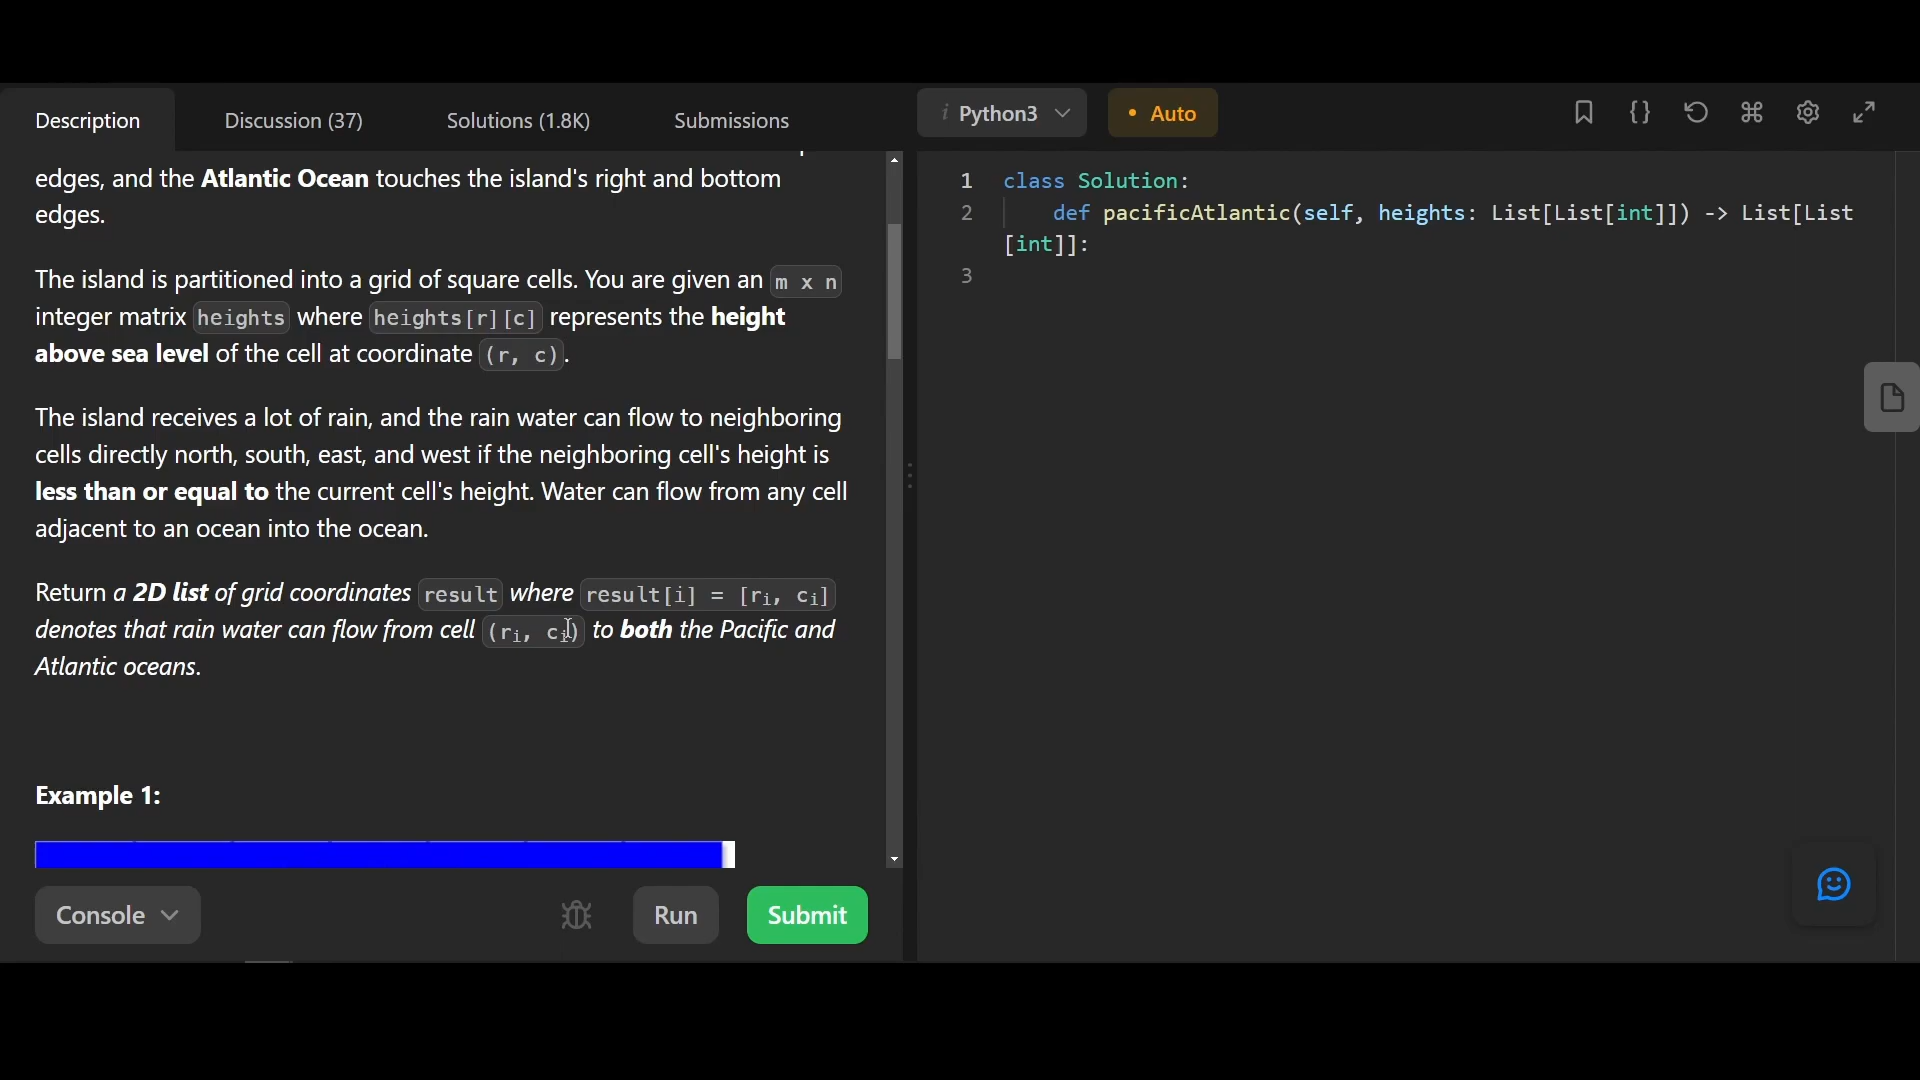 Description
Discussion (37)
Solutions (1.8K)
Submissions
Python3
Auto
edges, and the Atlantic Ocean touches the island's right and bottom
edges.
The island is partitioned into a grid of square cells. You are given an m x n
integer matrix heights where heights[r][c] represents the height
above sea level of the cell at coordinate (r, c).
The island receives a lot of rain, and the rain water can flow to neighboring
cells directly north, south, east, and west if the neighboring cell's height is
less than or equal to the current cell's height. Water can flow from any cell
adjacent to an ocean into the ocean.
Return a 2D list of grid coordinates result where result[i] = [ri, ci]
denotes that rain water can flow from cell (ri, ci) to both the Pacific and
Atlantic oceans.
Example 1:
Console
Run
Submit
1 class Solution:
2 def pacificAtlantic(self, heights: List[List[int]]) -> List[List
[int]]:
3